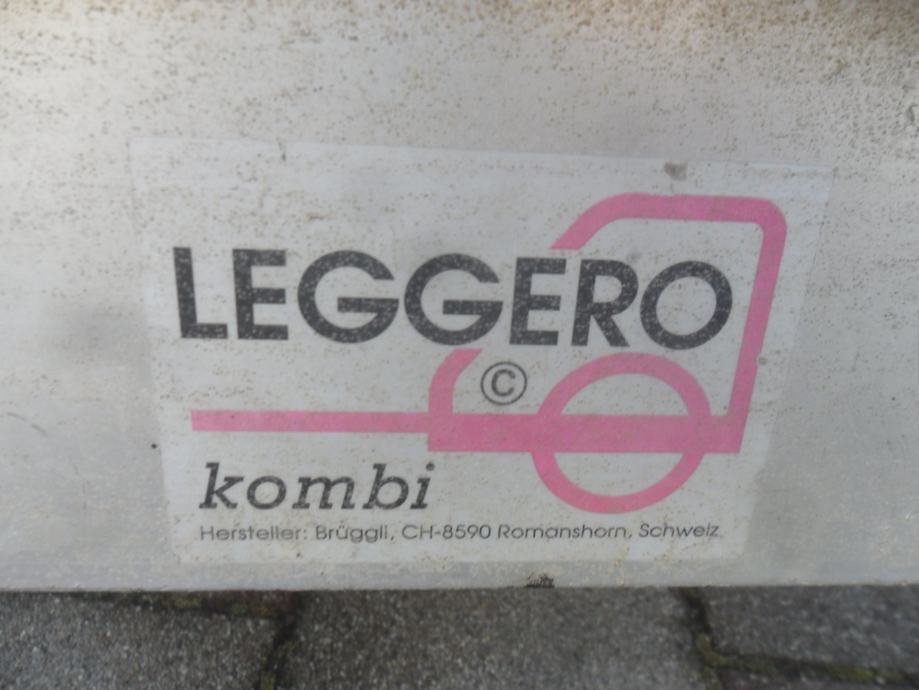 LEGGERO
©
kombi
Hersteller: Brüggli, CH-8590 Romanshorn, Schweiz